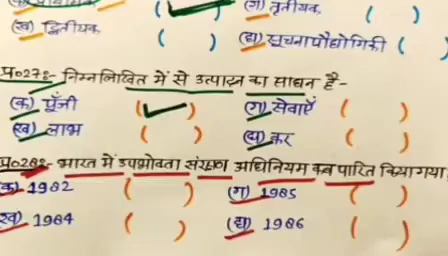 (ग) तृतीयक ( )
(ख) द्वितीयक ( ) (घ) सूचना पौद्योगिकी (
प्र०27ः- निम्नलिखित में से उत्पादन का साधन है-
(क) पूँजी (✓) (ग) सेवाएँ ( )
(ख) लाभ ( ) (घ) कर ( )
प्र०28ः- भारत में उपभोक्ता संरक्षण अधिनियम कब पारित किया गया
(क) 1982 ( ) (ग) 1985 ( )
(ख) 1984 ( ) (घ) 1986 ( )